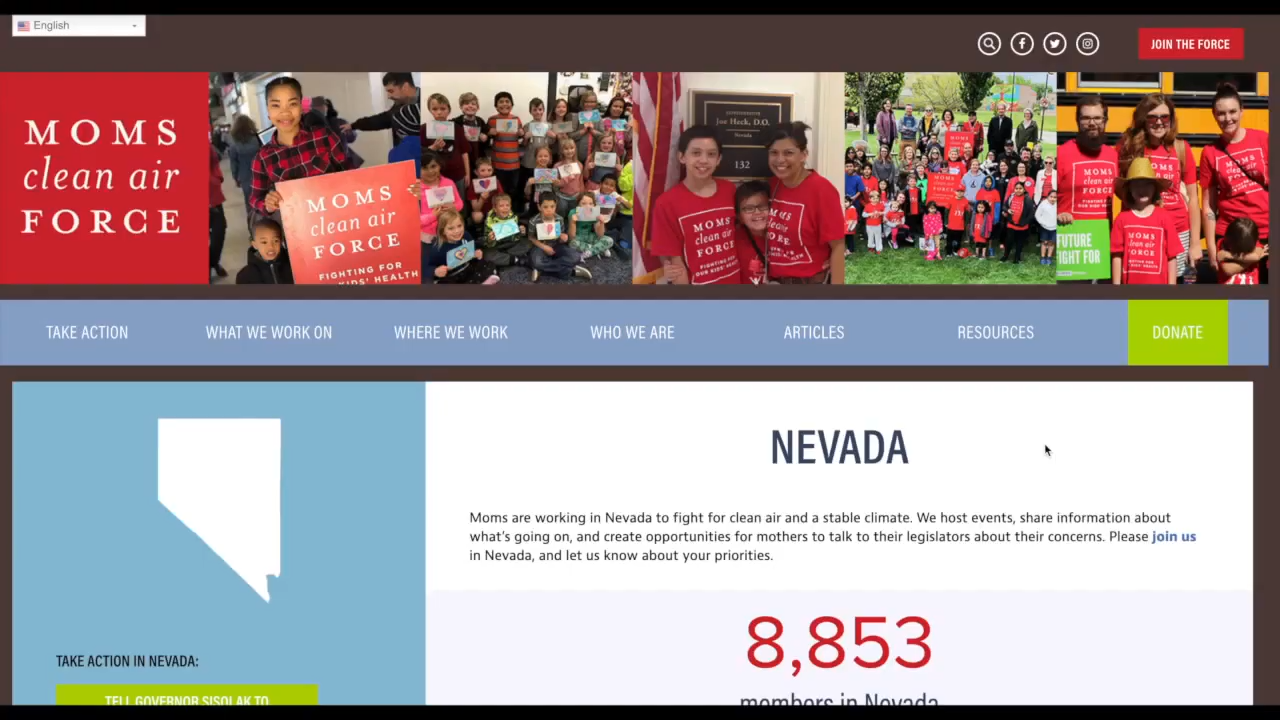 English
JOIN THE FORCE
MOMS
clean air
FORCE
MOMS
clean air
FORCE
FIGHTING FOR
KIDS' HEALTH
Joe Heck, D.O.
Nevada
132
MOMS
clean air
FORCE
FUTURE
FIGHT FOR
MOMS
clean air
FORCE
TAKE ACTION
WHAT WE WORK ON
WHERE WE WORK
WHO WE ARE
ARTICLES
RESOURCES
DONATE
NEVADA
Moms are working in Nevada to fight for clean air and a stable climate. We host events, share information about
what's going on, and create opportunities for mothers to talk to their legislators about their concerns. Please join us
in Nevada, and let us know about your priorities.
8,853
members in Nevada
TAKE ACTION IN NEVADA:
TELL GOVERNOR SISOLAK TO